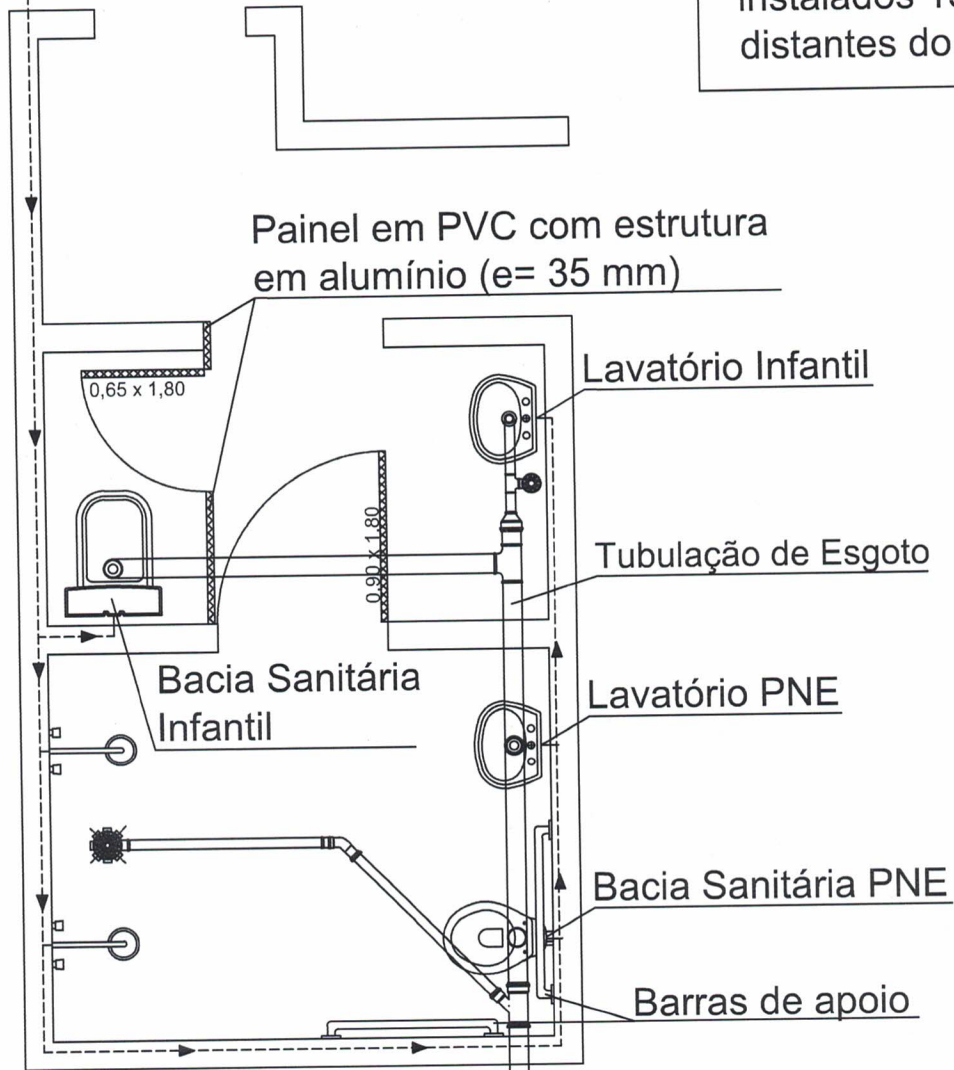 distantes do
Painel em PVC com estrutura
em alumínio (e= 35 mm)
0,65 x 1,80
Lavatório Infantil
0,90 x 1,80
Tubulação de Esgoto
Bacia Sanitária
Infantil
Lavatório PNE
Bacia Sanitária PNE
Barras de apoio